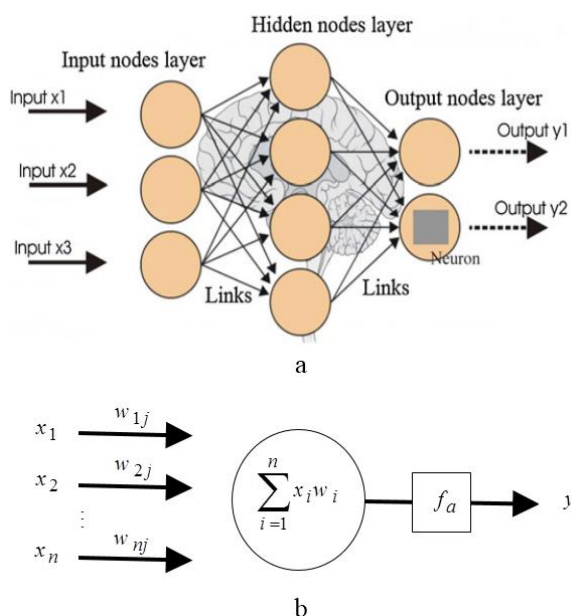 Hidden nodes layer
Input nodes layer
Output nodes layer
Input x1
Output y1
Input x2
Output y2
Input x3
Neuron
Links
Links
a
x₁ w₁ⱼ
x₂ w₂ⱼ
⋮
xₙ wₙⱼ
∑ᵢ₌₁ⁿ xᵢwᵢ
fₐ
y
b